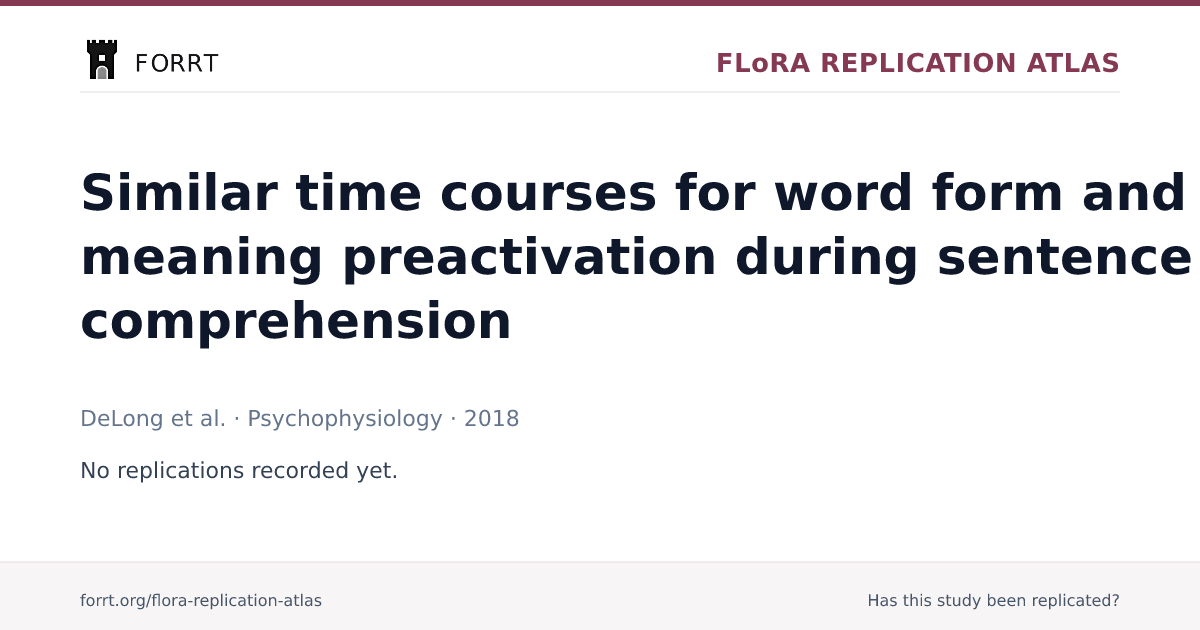 FORRT
FLoRA REPLICATION ATLAS
Similar time courses for word form and
meaning preactivation during sentence
comprehension
DeLong et al. · Psychophysiology · 2018
No replications recorded yet.
forrt.org/flora-replication-atlas
Has this study been replicated?